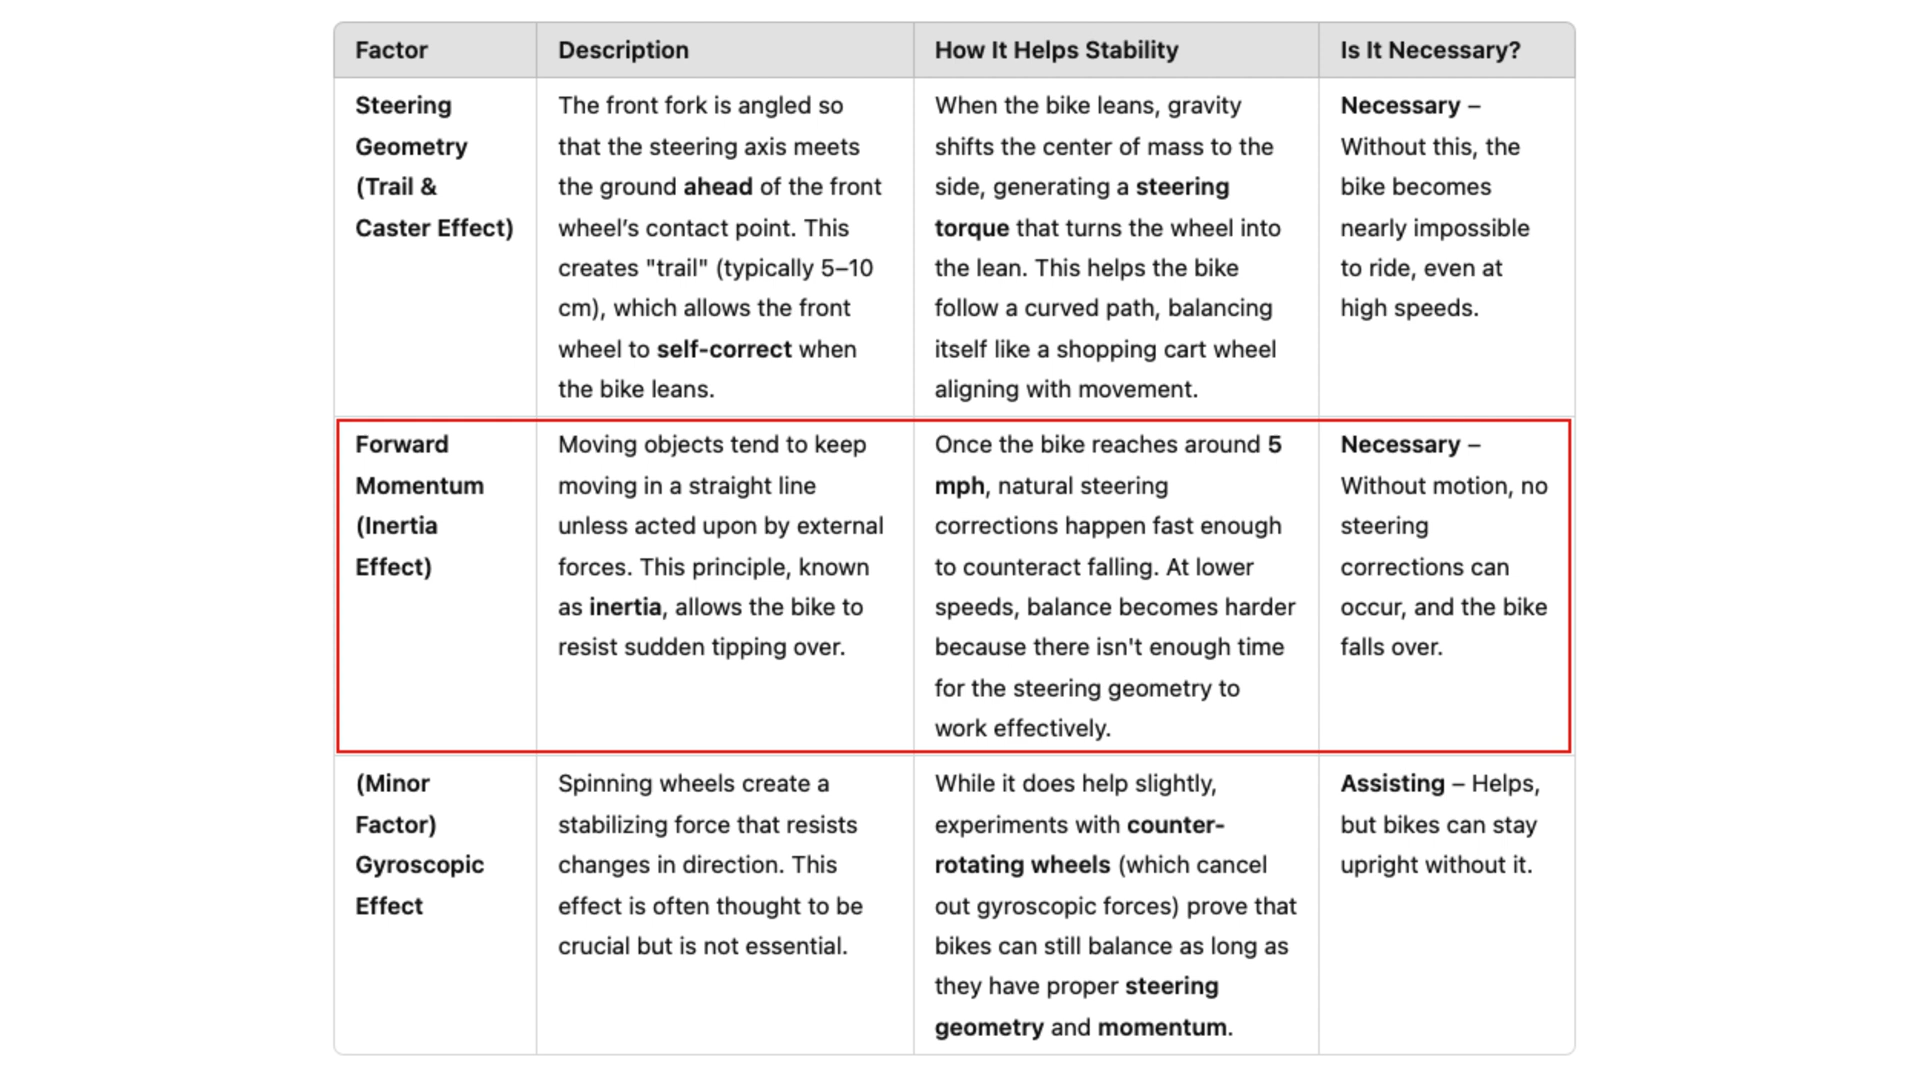 Factor
Description
How It Helps Stability
Is It Necessary?
Steering
Geometry
(Trail &
Caster Effect)
The front fork is angled so
that the steering axis meets
the ground ahead of the front
wheel’s contact point. This
creates "trail" (typically 5–10
cm), which allows the front
wheel to self-correct when
the bike leans.
When the bike leans, gravity
shifts the center of mass to the
side, generating a steering
torque that turns the wheel into
the lean. This helps the bike
follow a curved path, balancing
itself like a shopping cart wheel
aligning with movement.
Necessary –
Without this, the
bike becomes
nearly impossible
to ride, even at
high speeds.
Forward
Momentum
(Inertia
Effect)
Moving objects tend to keep
moving in a straight line
unless acted upon by external
forces. This principle, known
as inertia, allows the bike to
resist sudden tipping over.
Once the bike reaches around 5
mph, natural steering
corrections happen fast enough
to counteract falling. At lower
speeds, balance becomes harder
because there isn't enough time
for the steering geometry to
work effectively.
Necessary –
Without motion, no
steering
corrections can
occur, and the bike
falls over.
(Minor
Factor)
Gyroscopic
Effect
Spinning wheels create a
stabilizing force that resists
changes in direction. This
effect is often thought to be
crucial but is not essential.
While it does help slightly,
experiments with counter-
rotating wheels (which cancel
out gyroscopic forces) prove that
bikes can still balance as long as
they have proper steering
geometry and momentum.
Assisting – Helps,
but bikes can stay
upright without it.